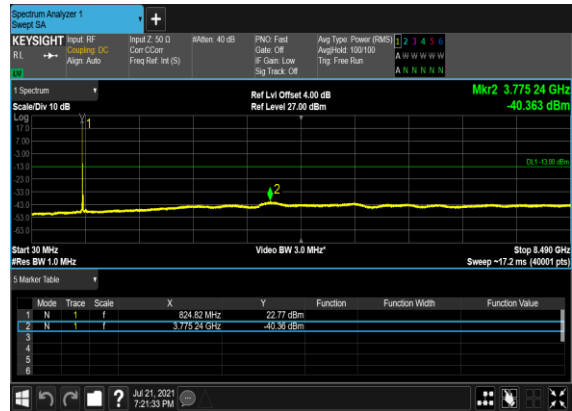 Spectrum Analyzer 1
Swept SA
KEYSIGHT Input: RF Input Z: 50 Ω #Atten: 40 dB PNO: Fast Avg Type: Power (RMS) 1 2 3 4 5 6
RL Coupling: DC Corr CCorr Gate: Off Avg|Hold: 100/100 A W W W W W
Align: Auto Freq Ref: Int (S) IF Gain: Low Trig: Free Run
Sig Track: Off A N N N N N
1 Spectrum Ref Lvl Offset 4.00 dB Mkr2 3.775 24 GHz
Scale/Div 10 dB Ref Level 27.00 dBm -40.363 dBm
Log
17.0
1
7.00
-3.00
-13.0
DL1 -13.00 dBm
-23.0
-33.0
2
-43.0
-53.0
-63.0
Start 30 MHz Video BW 3.0 MHz* Stop 8.490 GHz
#Res BW 1.0 MHz Sweep ~17.2 ms (40001 pts)
5 Marker Table
Mode Trace Scale X Y Function Function Width Function Value
1 N 1 f 824.82 MHz 22.77 dBm
2 N 1 f 3.775 24 GHz -40.36 dBm
3
4
5
6
? Jul 21, 2021
7:21:33 PM